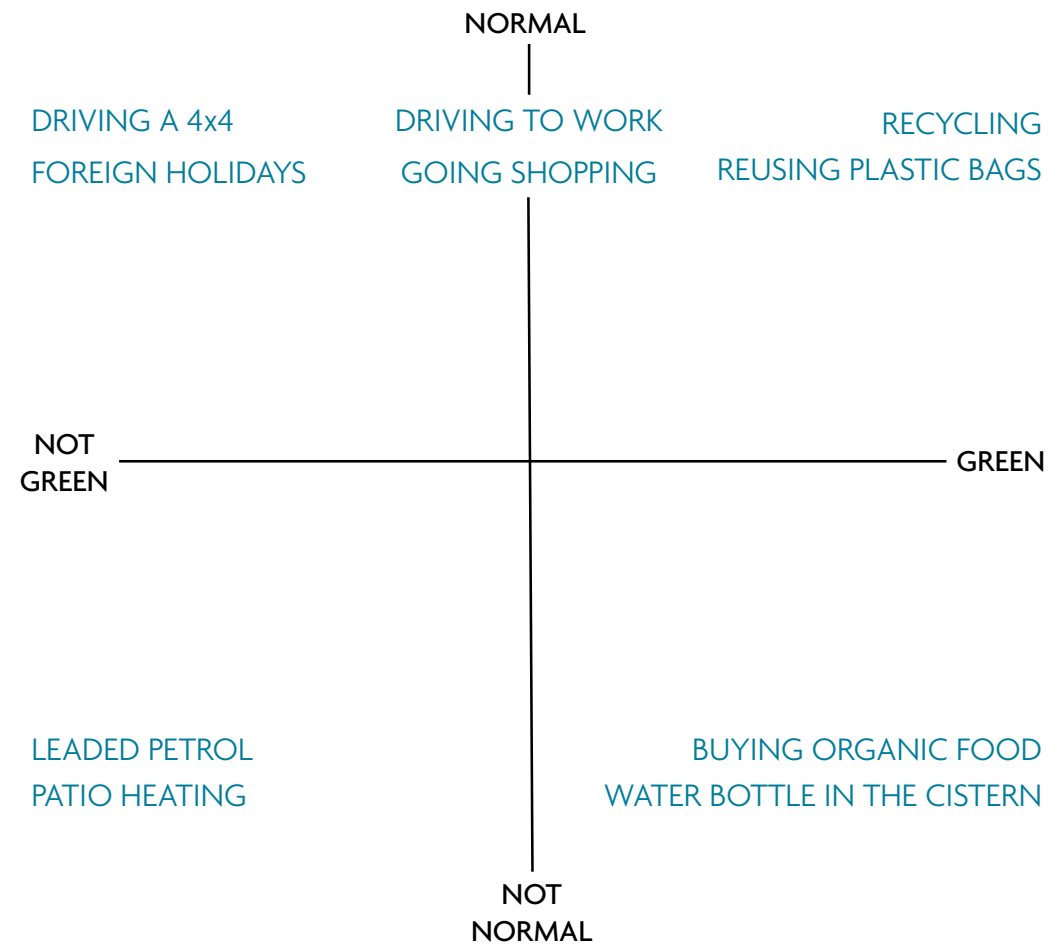 NORMAL
DRIVING A 4x4
FOREIGN HOLIDAYS
DRIVING TO WORK
GOING SHOPPING
RECYCLING
REUSING PLASTIC BAGS
NOT
GREEN
GREEN
LEADED PETROL
PATIO HEATING
BUYING ORGANIC FOOD
WATER BOTTLE IN THE CISTERN
NOT
NORMAL